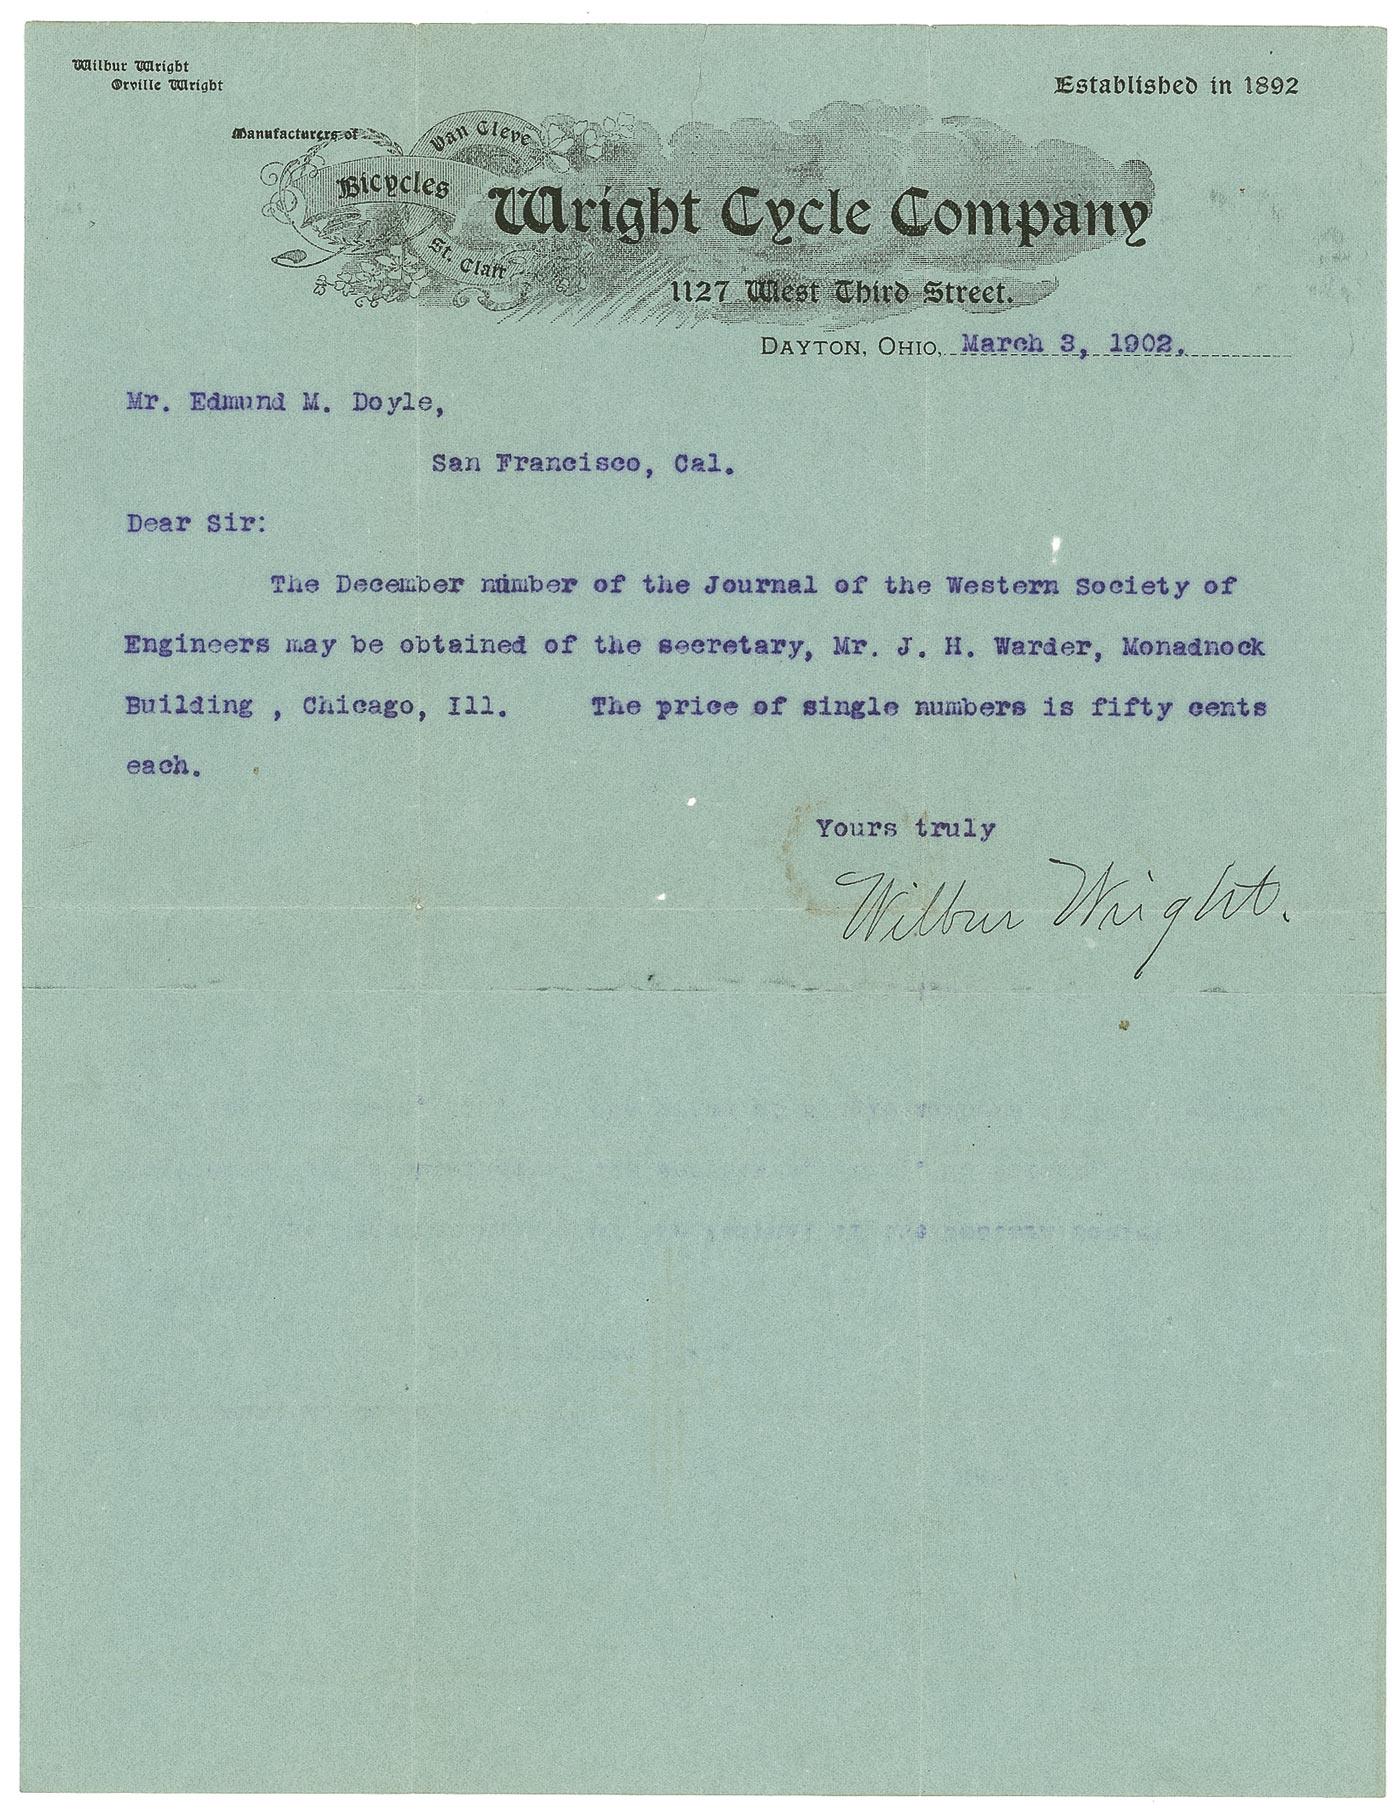 Wilbur Wright
Orville Wright
Established in 1892
Manufacturers of
Van Cleve
Bicycles
St. Clair
Wright Cycle Company
1127 West Third Street.
DAYTON, OHIO, March 3, 1902.
Mr. Edmund M. Doyle,
San Francisco, Cal.
Dear Sir:
The December number of the Journal of the Western Society of
Engineers may be obtained of the secretary, Mr. J. H. Warder, Monadnock
Building , Chicago, Ill. The price of single numbers is fifty cents
each.
Yours truly
Wilbur Wright.